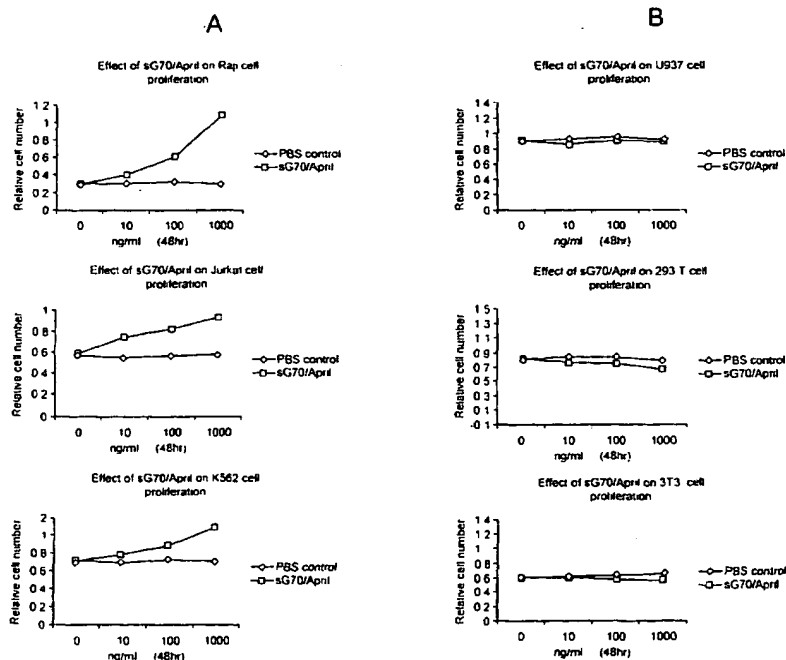 A
Effect of sG70/April on Rap cell
proliferation
Relative cell number
1 2
1
0 8
0 6
0 4
0 2
0
0 10 100 1000
ng/ml (48hr)
PBS control
sG70/April
Effect of sG70/April on Jurkat cell
proliferation
Relative cell number
1
0 8
0 6
0 4
0 2
0
0 10 100 1000
ng/ml (48hr)
PBS control
sG70/April
Effect of sG70/April on K562 cell
proliferation
Relative cell number
2
1
0 8
0 6
0 4
0 2
0
0 10 100 1000
ng/ml (48hr)
PBS control
sG70/April
B
Effect of sG70/April on U937 cell
proliferation
Relative cell number
1 4
1 2
1
0 8
0 6
0 4
0 2
0
0 10 100 1000
ng/ml (48hr)
PBS control
sG70/April
Effect of sG70/April on 293 T cell
proliferation
Relative cell number
1 5
1 3
1 1
0 9
0 7
0 5
0 3
0 1
-0 1
0 10 100 1000
ng/ml (48hr)
PBS control
sG70/April
Effect of sG70/April on 3T3 cell
proliferation
Relative cell number
1 4
1 2
1
0 8
0 6
0 4
0 2
0
0 10 100 1000
ng/ml (48hr)
PBS control
sG70/April